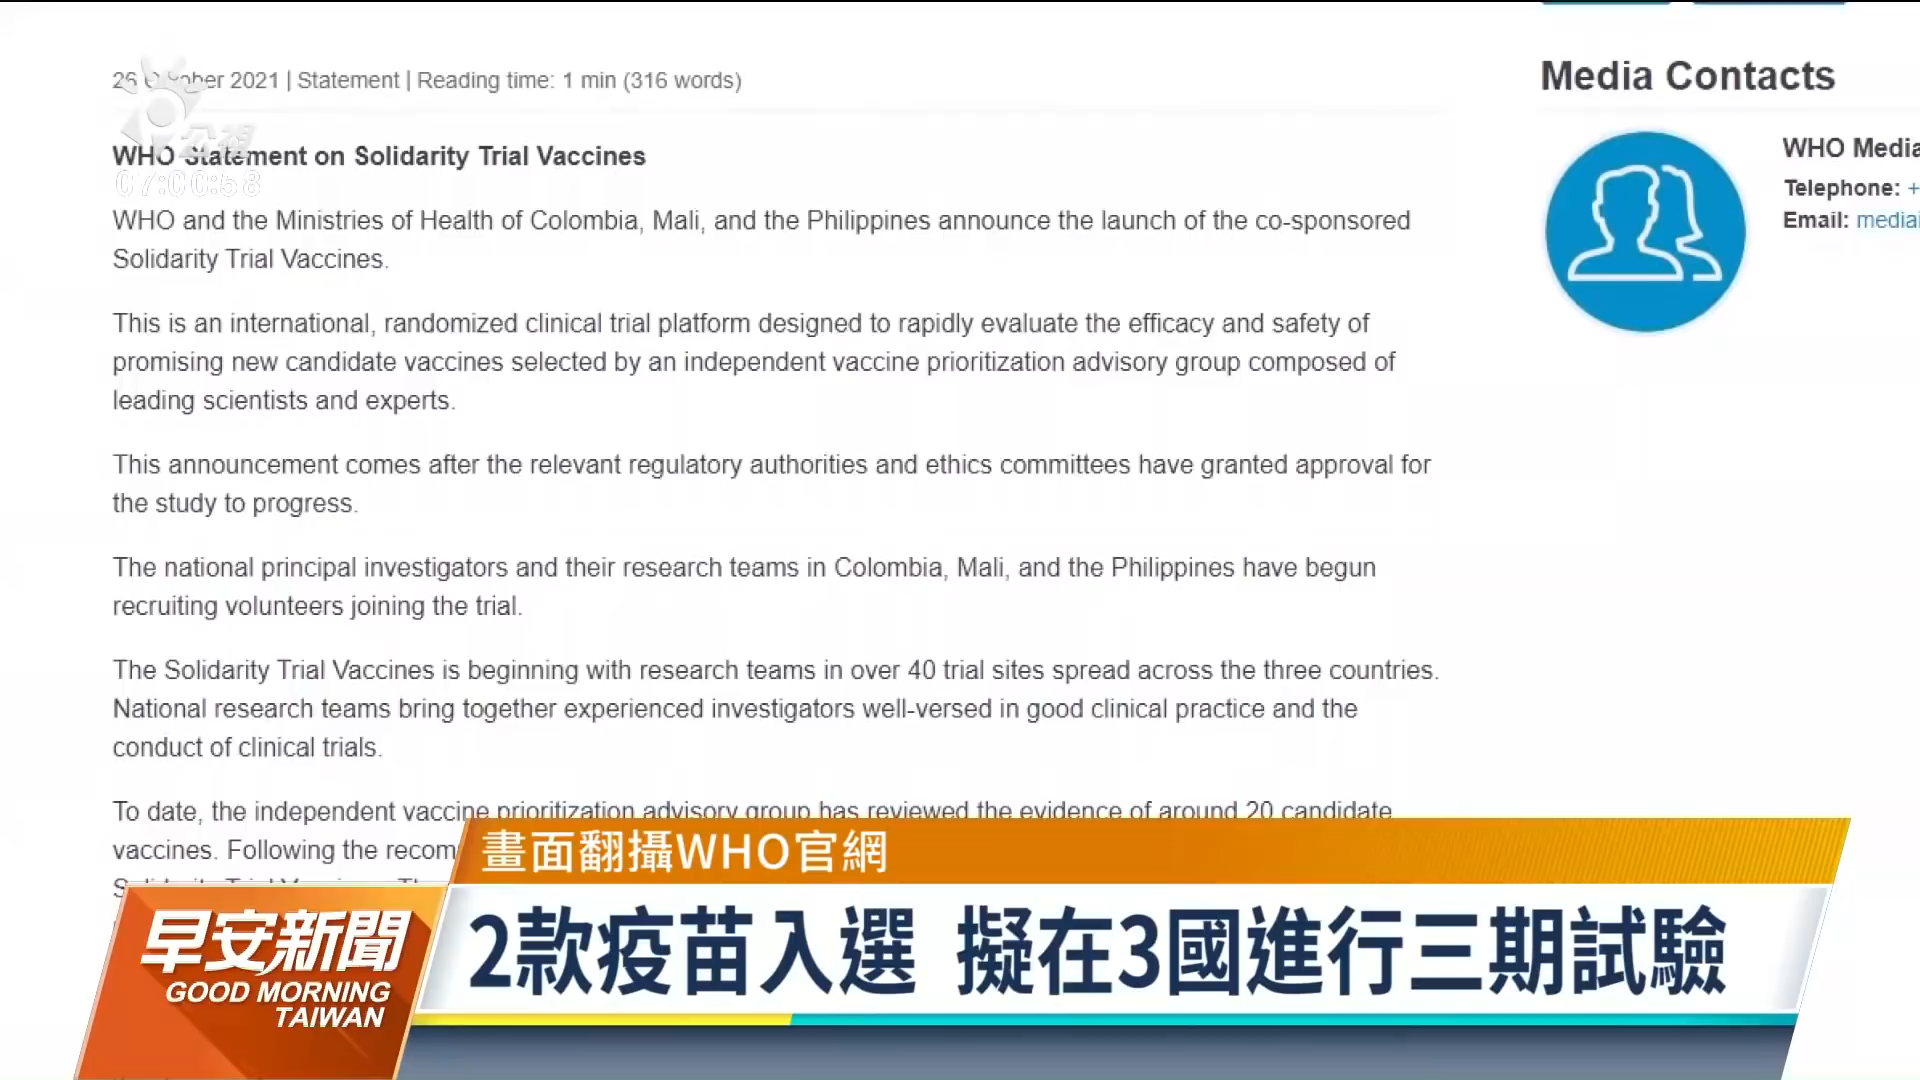 26 October 2021 | Statement | Reading time: 1 min (316 words)
公視
WHO Statement on Solidarity Trial Vaccines
07:00:58
WHO and the Ministries of Health of Colombia, Mali, and the Philippines announce the launch of the co-sponsored
Solidarity Trial Vaccines.
This is an international, randomized clinical trial platform designed to rapidly evaluate the efficacy and safety of
promising new candidate vaccines selected by an independent vaccine prioritization advisory group composed of
leading scientists and experts.
This announcement comes after the relevant regulatory authorities and ethics committees have granted approval for
the study to progress.
The national principal investigators and their research teams in Colombia, Mali, and the Philippines have begun
recruiting volunteers joining the trial.
The Solidarity Trial Vaccines is beginning with research teams in over 40 trial sites spread across the three countries.
National research teams bring together experienced investigators well-versed in good clinical practice and the
conduct of clinical trials.
To date, the independent vaccine prioritization advisory group has reviewed the evidence of around 20 candidate
vaccines. Following the recom
Media Contacts
WHO Media
Telephone: +
Email: mediai
畫面翻攝WHO官網
2款疫苗入選 擬在3國進行三期試驗
早安新聞
GOOD MORNING
TAIWAN